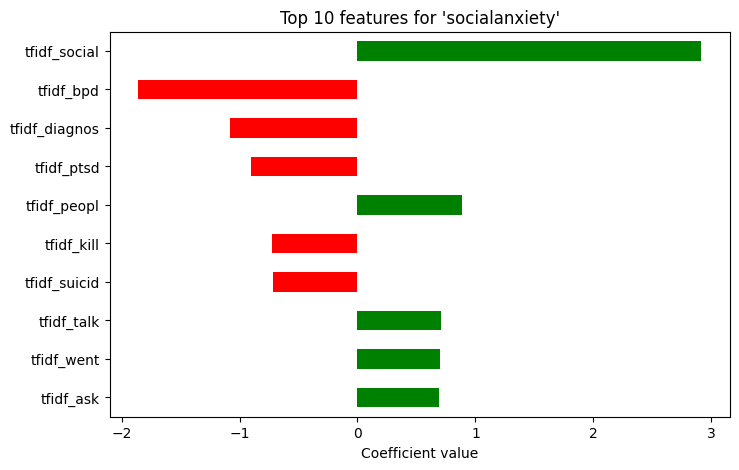 Top 10 features for 'socialanxiety'
tfidf_social
tfidf_bpd
tfidf_diagnos
tfidf_ptsd
tfidf_peopl
tfidf_kill
tfidf_suicid
tfidf_talk
tfidf_went
tfidf_ask
−2 −1 0 1 2 3
Coefficient value